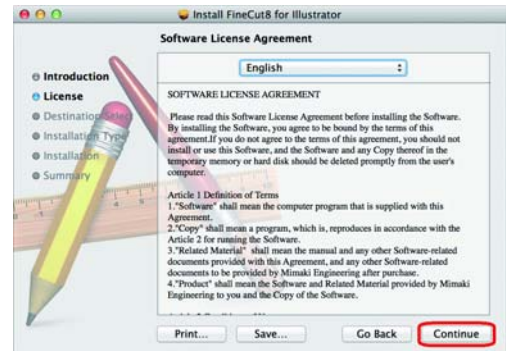 Install FineCut8 for Illustrator
Software License Agreement
Introduction
License
Destination Select
Installation Type
Installation
Summary
English
SOFTWARE LICENSE AGREEMENT
Please read this Software License Agreement before installing the Software.
By installing the Software, you agree to be bound by the terms of this
agreement.If you do not agree to the terms of this agreement, you should not
install or use this Software, and the Software and any Copy thereof in the
temporary memory or hard disk should be deleted promptly from the user's
computer.
Article 1 Definition of Terms
1."Software" shall mean the computer program that is supplied with this
Agreement.
2."Copy" shall mean a program, which is, reproduces in accordance with the
Article 2 for running the Software.
3."Related Material" shall mean the manual and any other Software-related
documents provided with this Agreement, and any other Software-related
documents to be provided by Mimaki Engineering after purchase.
4."Product" shall mean the Software and Related Material provided by Mimaki
Engineering to you and the Copy of the Software.
Print...
Save...
Go Back
Continue